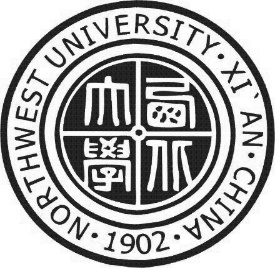 NORTHWEST UNIVERSITY·XI`AN·CHINA
·1902·
西北
大學